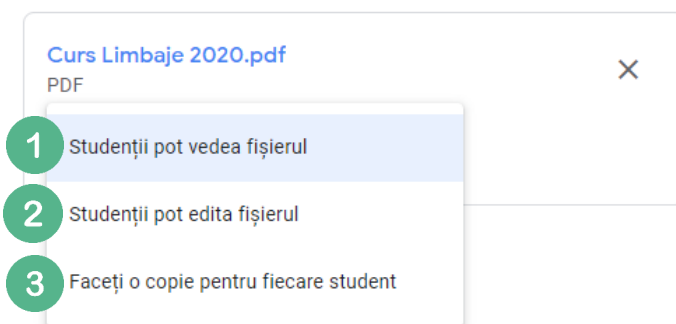 Curs Limbaje 2020.pdf
PDF
1 Studenții pot vedea fișierul
2 Studenții pot edita fișierul
3 Faceți o copie pentru fiecare student